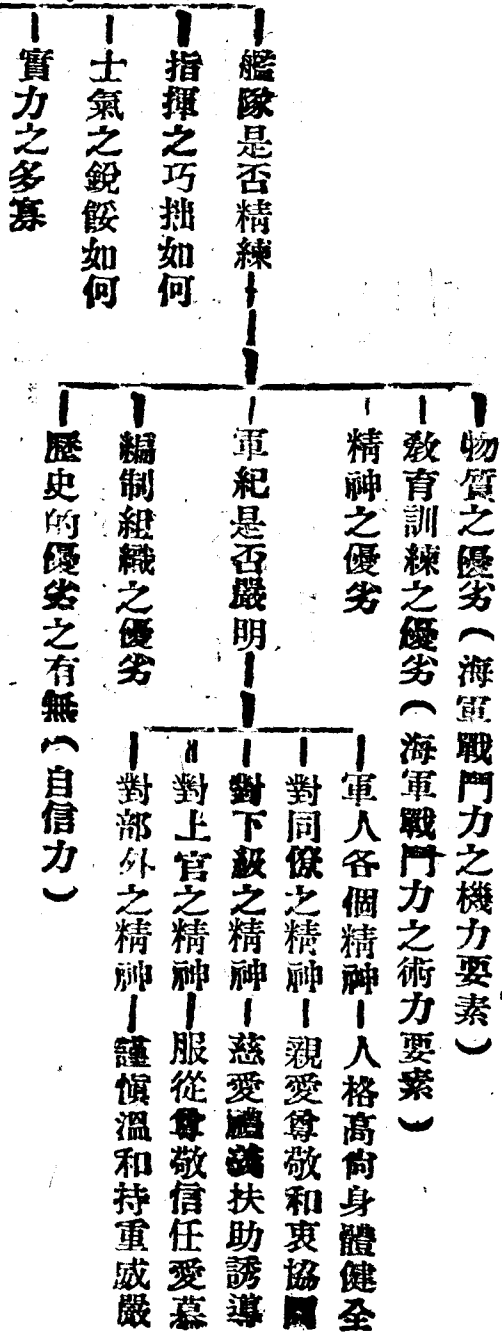 艦隊是否精練
指揮之巧拙如何
士氣之銳餒如何
實力之多寡
物質之優劣(海軍戰鬥力之機力要素)
教育訓練之優劣(海軍戰鬥力之術力要素)
精神之優劣
軍紀是否嚴明
編制組織之優劣
歷史的優劣之有無(自信力)
軍人各個精神 人格高尙身體健全
對同僚之精神 親愛尊敬和衷協
對下級之精神 慈愛 扶助誘導
對上官之精神 服從尊敬信任愛慕
對部外之精神 謹慎溫和持重威嚴